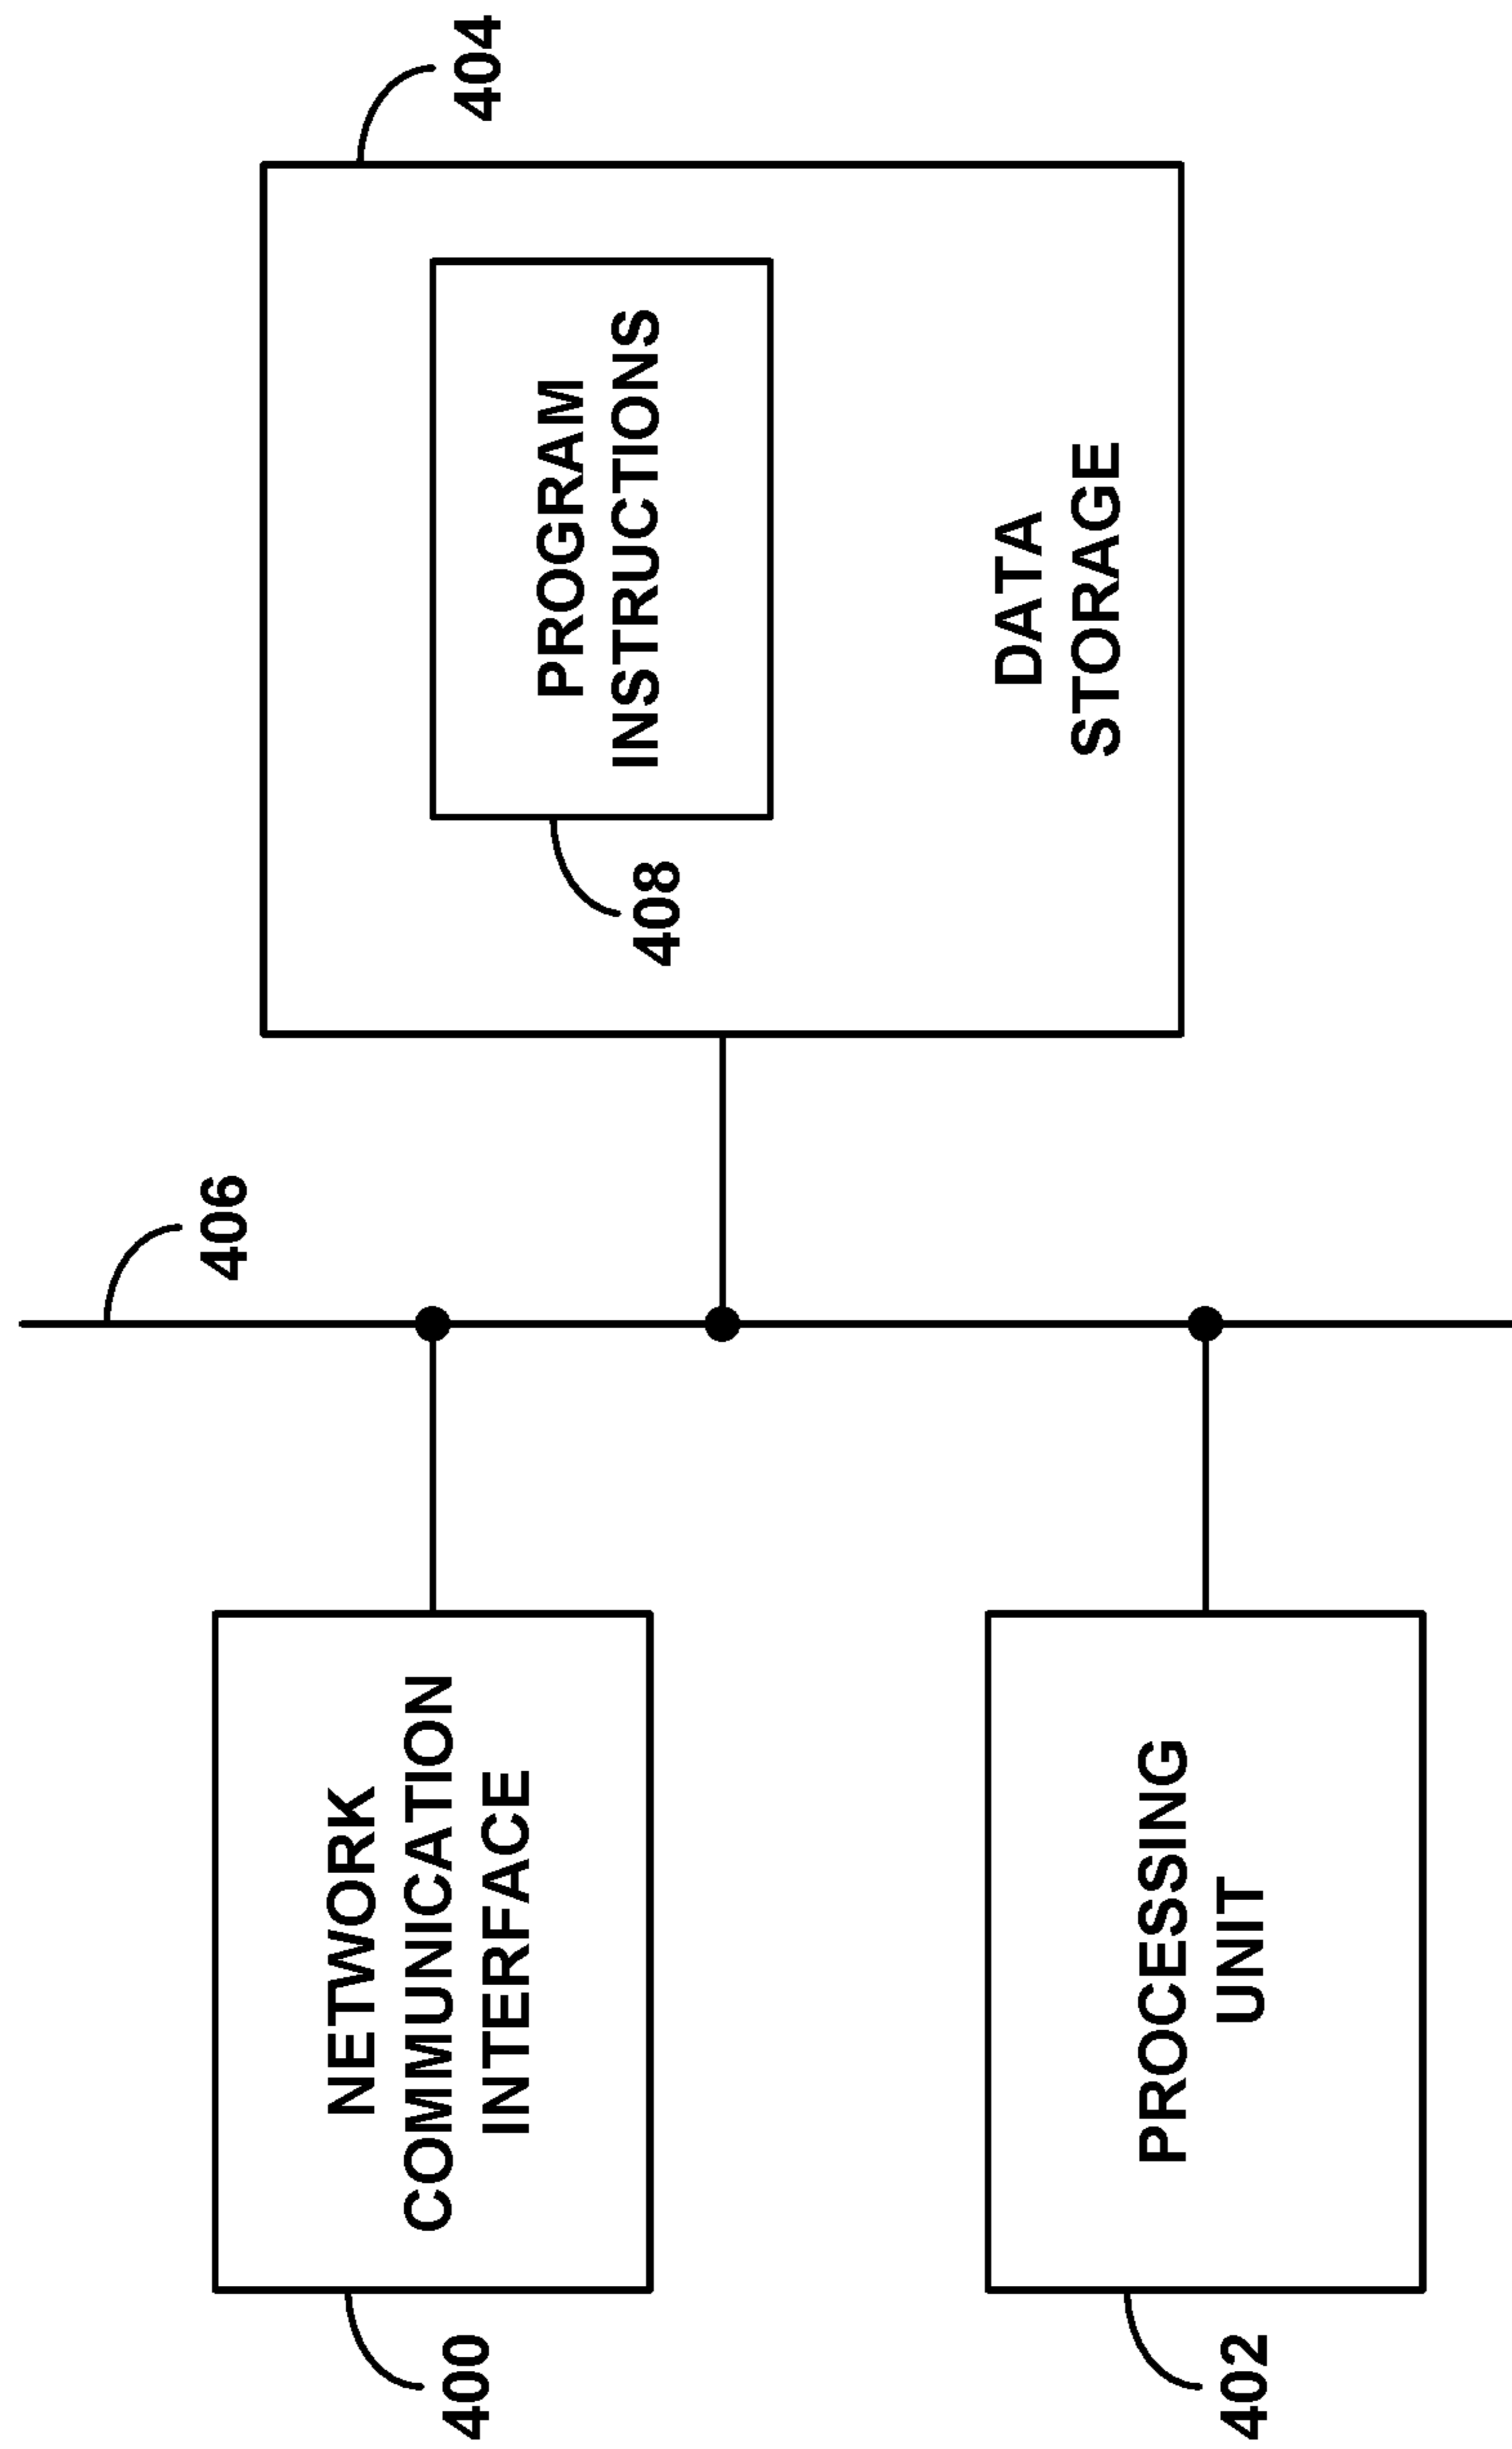 406
400
NETWORK
COMMUNICATION
INTERFACE
404
408
PROGRAM
INSTRUCTIONS
DATA
STORAGE
402
PROCESSING
UNIT